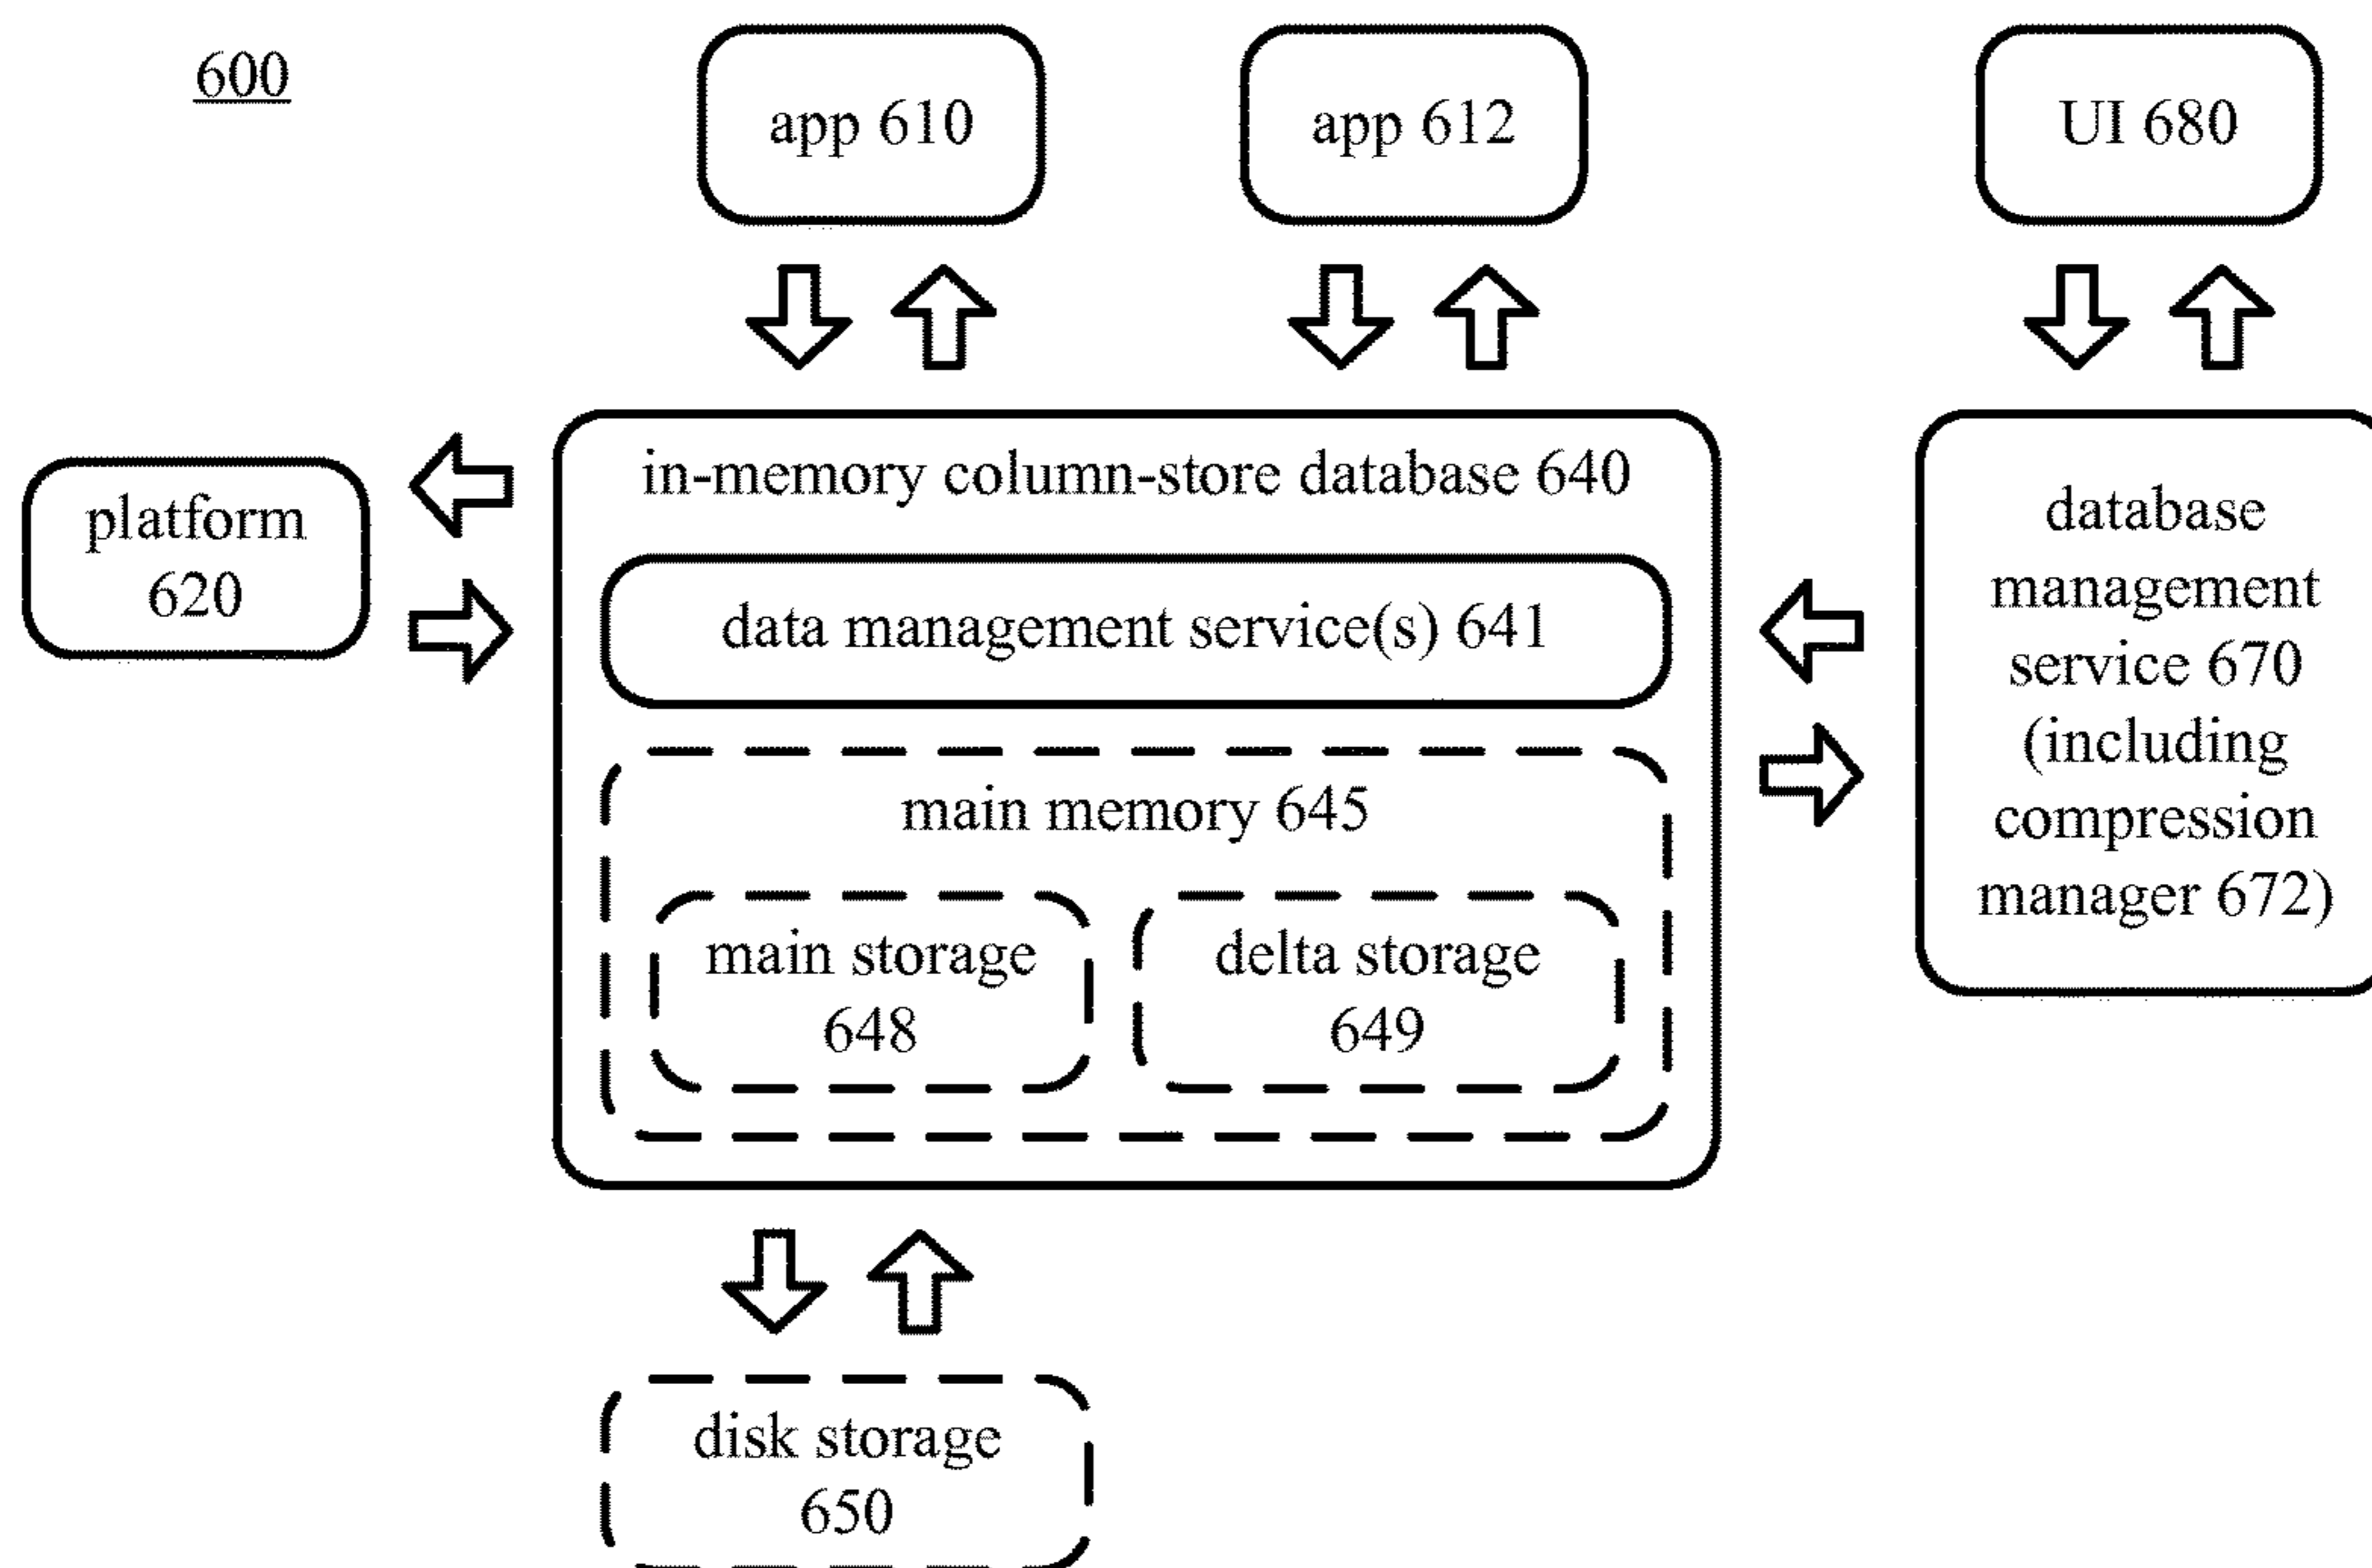 600
app 610
app 612
UI 680
platform
620
in-memory column-store database 640
data management service(s) 641
main memory 645
main storage
648
delta storage
649
database
management
service 670
(including
compression
manager 672)
disk storage
650